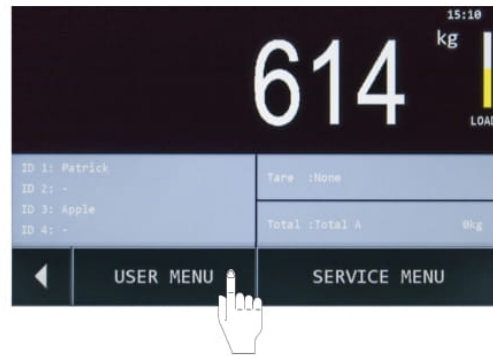 15:10
614 kg
LOAD
ID 1: Patrick
ID 2: -
ID 3: Apple
ID 4: -
Tare :None
Total :Total A 0kg
USER MENU
SERVICE MENU